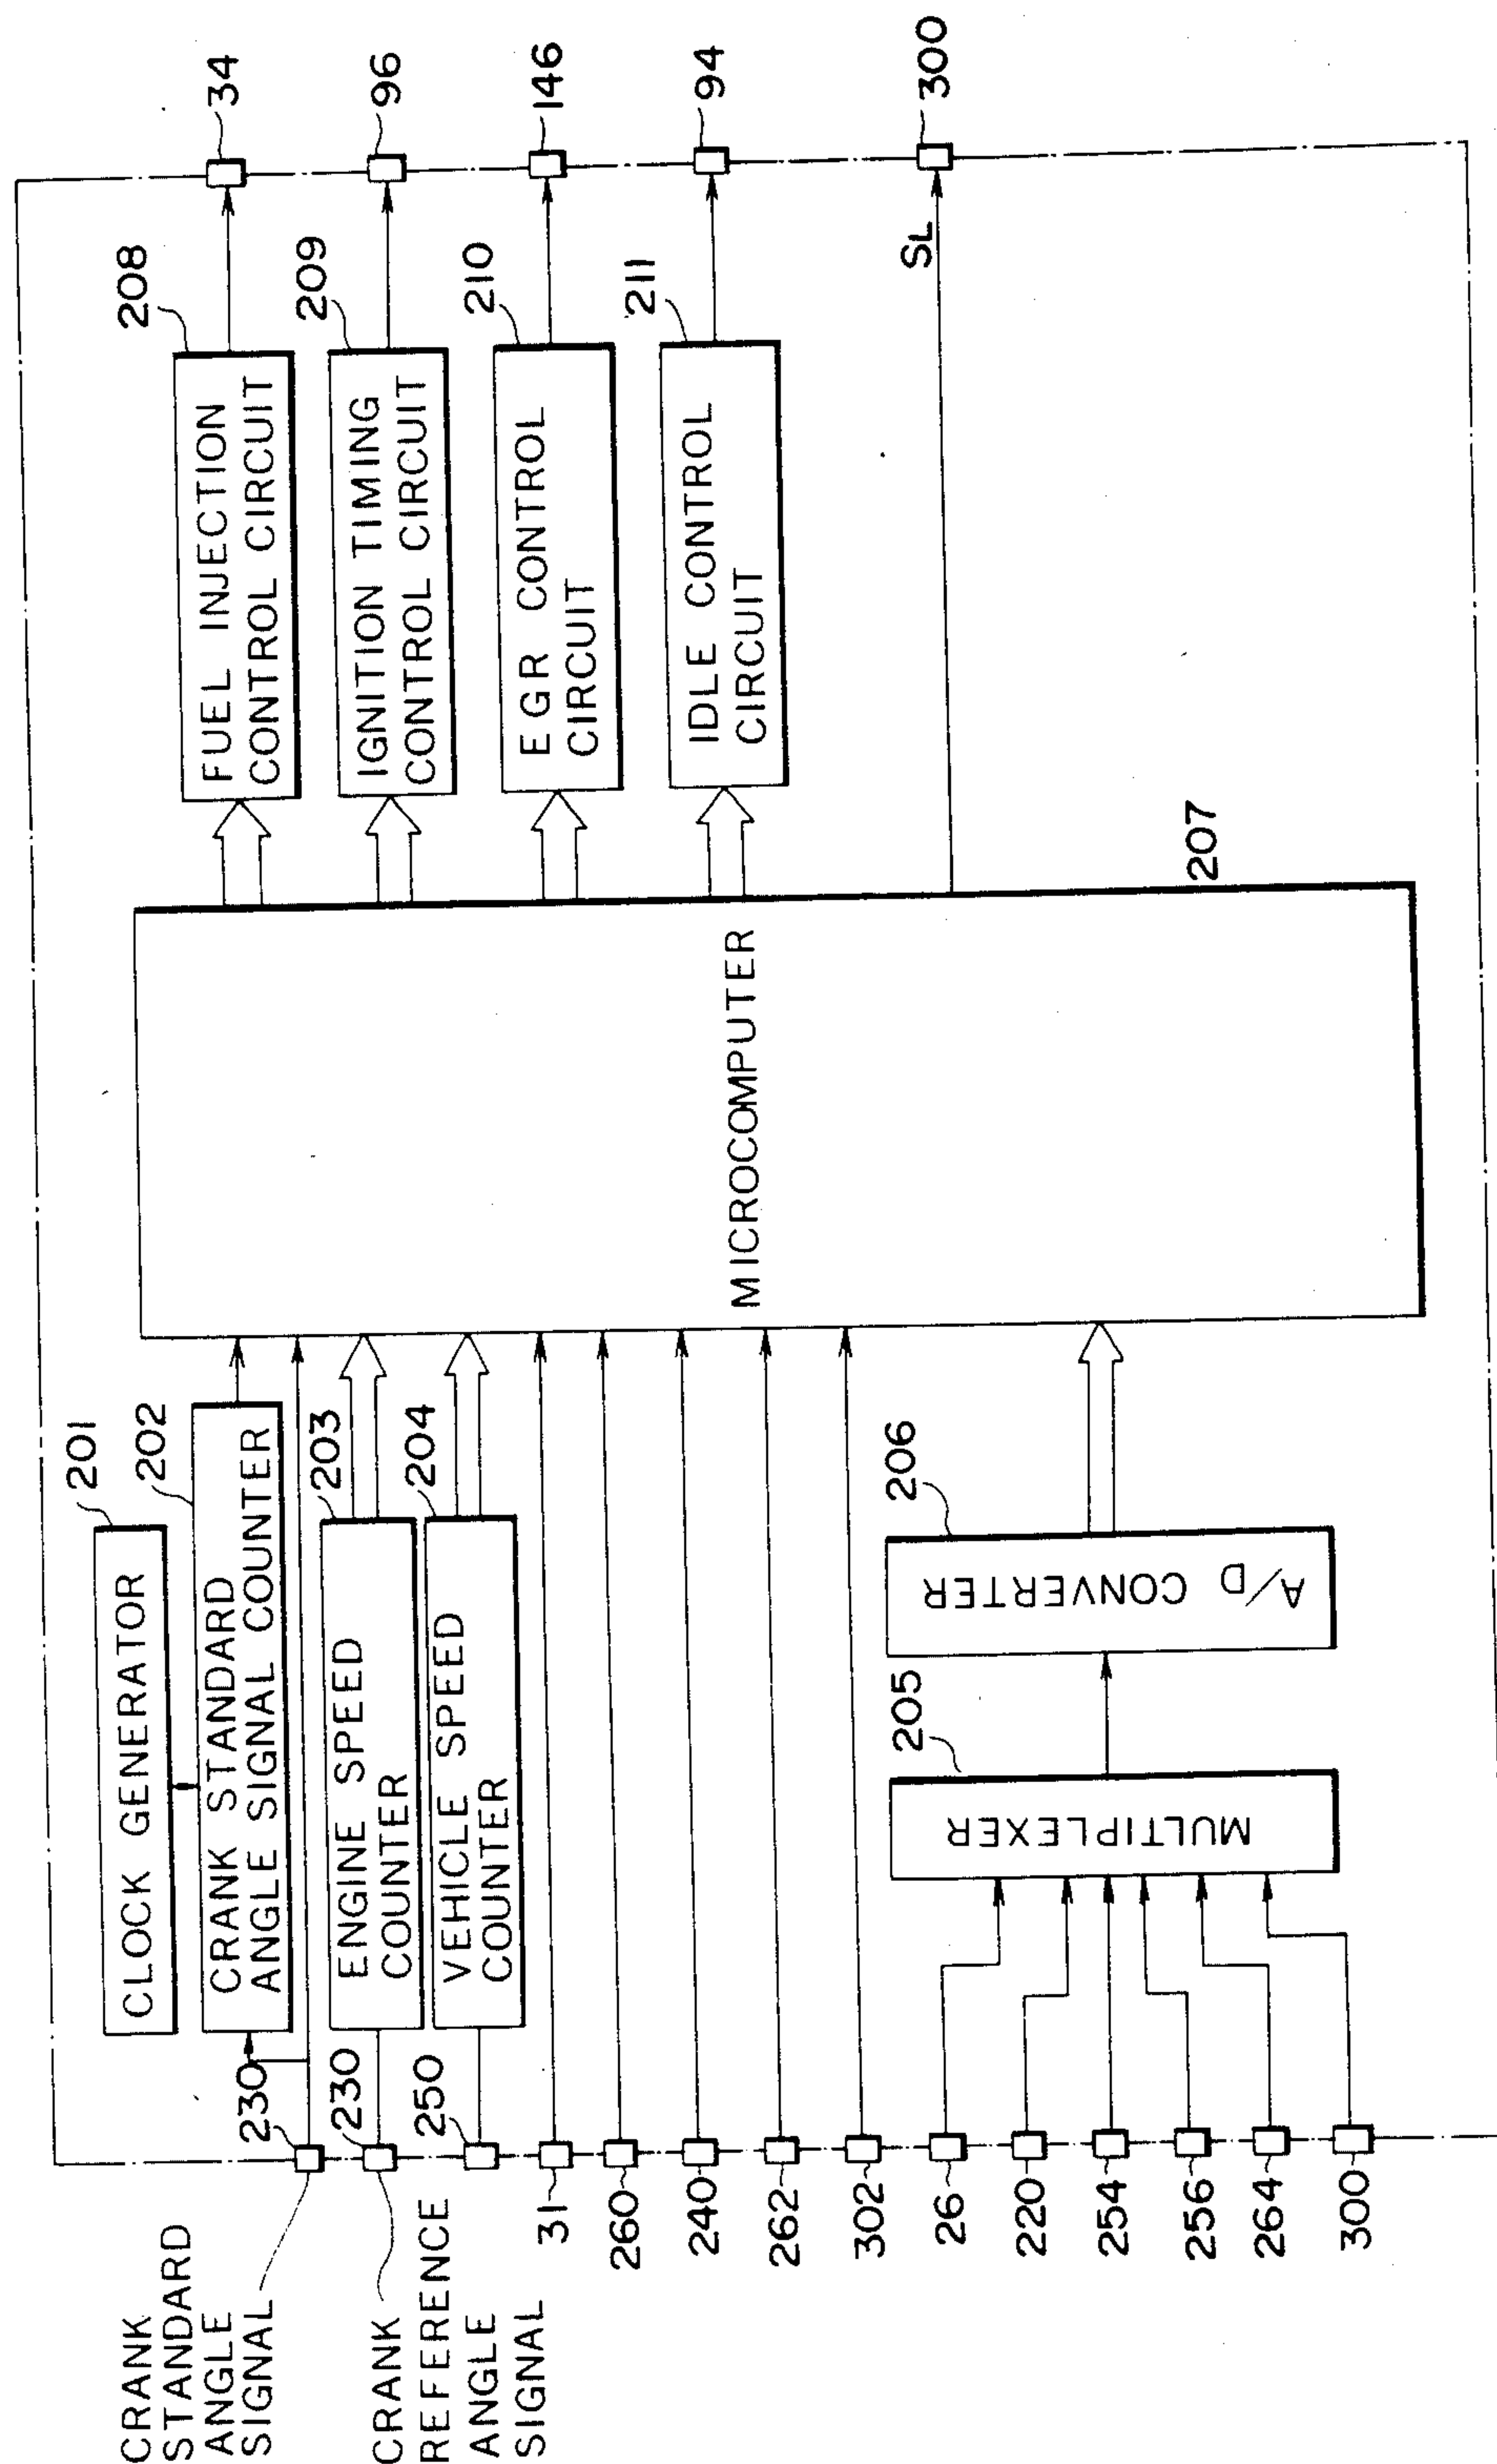 CRANK
STANDARD
ANGLE
SIGNAL
CRANK
REFERENCE
ANGLE
SIGNAL
230
230
250
31
260
240
262
302
26
220
254
256
264
300
201
CLOCK GENERATOR
202
CRANK STANDARD
ANGLE SIGNAL COUNTER
203
ENGINE SPEED
COUNTER
204
VEHICLE SPEED
COUNTER
205
MULTIPLEXER
206
A/D CONVERTER
MICROCOMPUTER
207
208
FUEL INJECTION
CONTROL CIRCUIT
209
IGNITION TIMING
CONTROL CIRCUIT
210
EGR CONTROL
CIRCUIT
211
IDLE CONTROL
CIRCUIT
SL
34
96
146
94
300